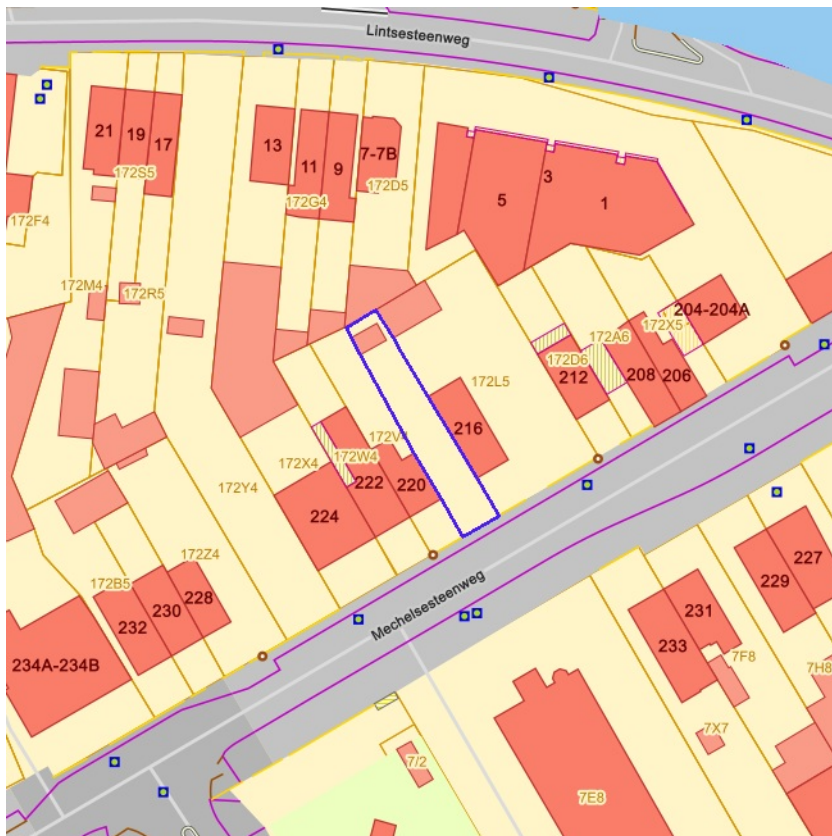 Lintsesteenweg
21
19
17
13
11
9
7-7B
5
3
1
172S5
172G4
172D5
172F4
172M4
172R5
204-204A
172X5
172A6
172D6
212
208
206
172L5
216
172V4
172X4
172W4
222
220
224
172Y4
172Z4
172B5
228
230
232
234A-234B
Mechelsesteenweg
227
229
231
233
7F8
7H8
7X7
7/2
7E8